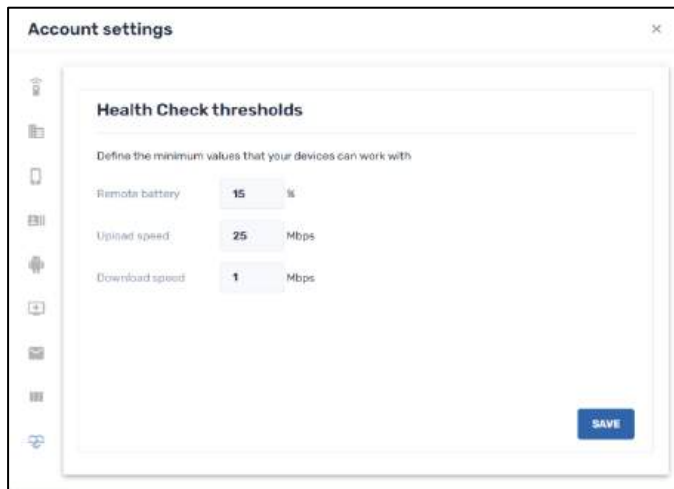 Account settings
Health Check thresholds
Define the minimum values that your devices can work with
Remote battery 15 %
Upload speed 25 Mbps
Download speed 1 Mbps
SAVE